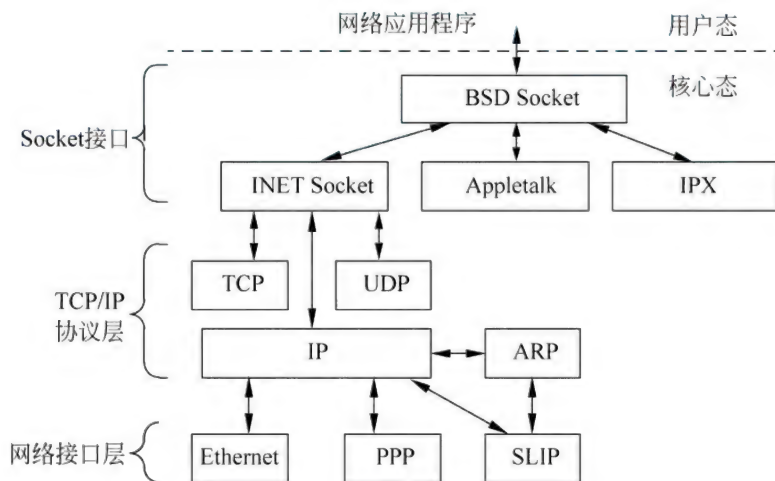 网络应用程序
用户态
核心态
BSD Socket
Socket接口
INET Socket
Appletalk
IPX
TCP
UDP
TCP/IP
协议层
IP
ARP
网络接口层
Ethernet
PPP
SLIP